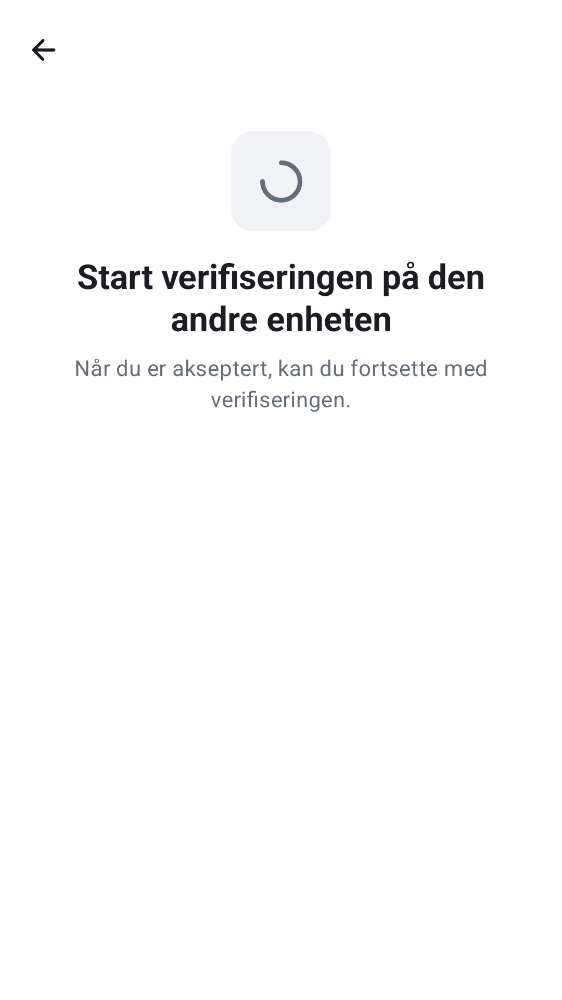 Start verifiseringen på den
andre enheten
Når du er akseptert, kan du fortsette med
verifiseringen.